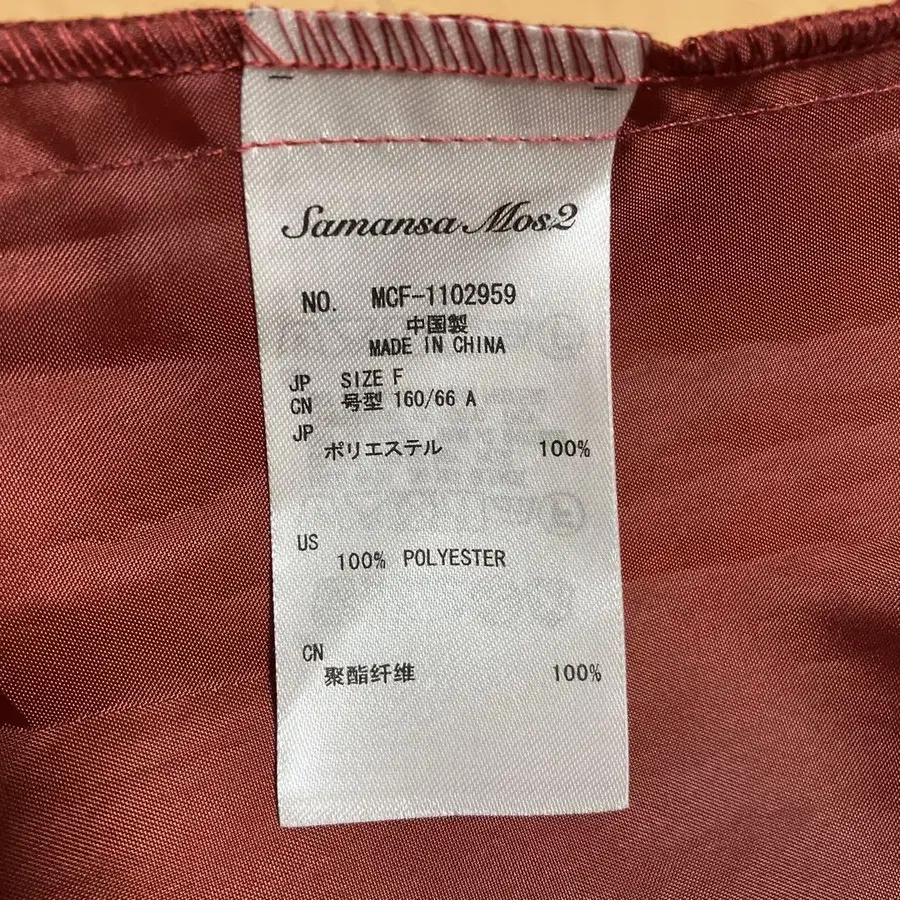 Samansa Mos2
NO. MCF-1102959
中国製
MADE IN CHINA
JP SIZE F
CN 号型 160/66 A
JP
ポリエステル 100%
US
100% POLYESTER
CN
聚酯纤维 100%